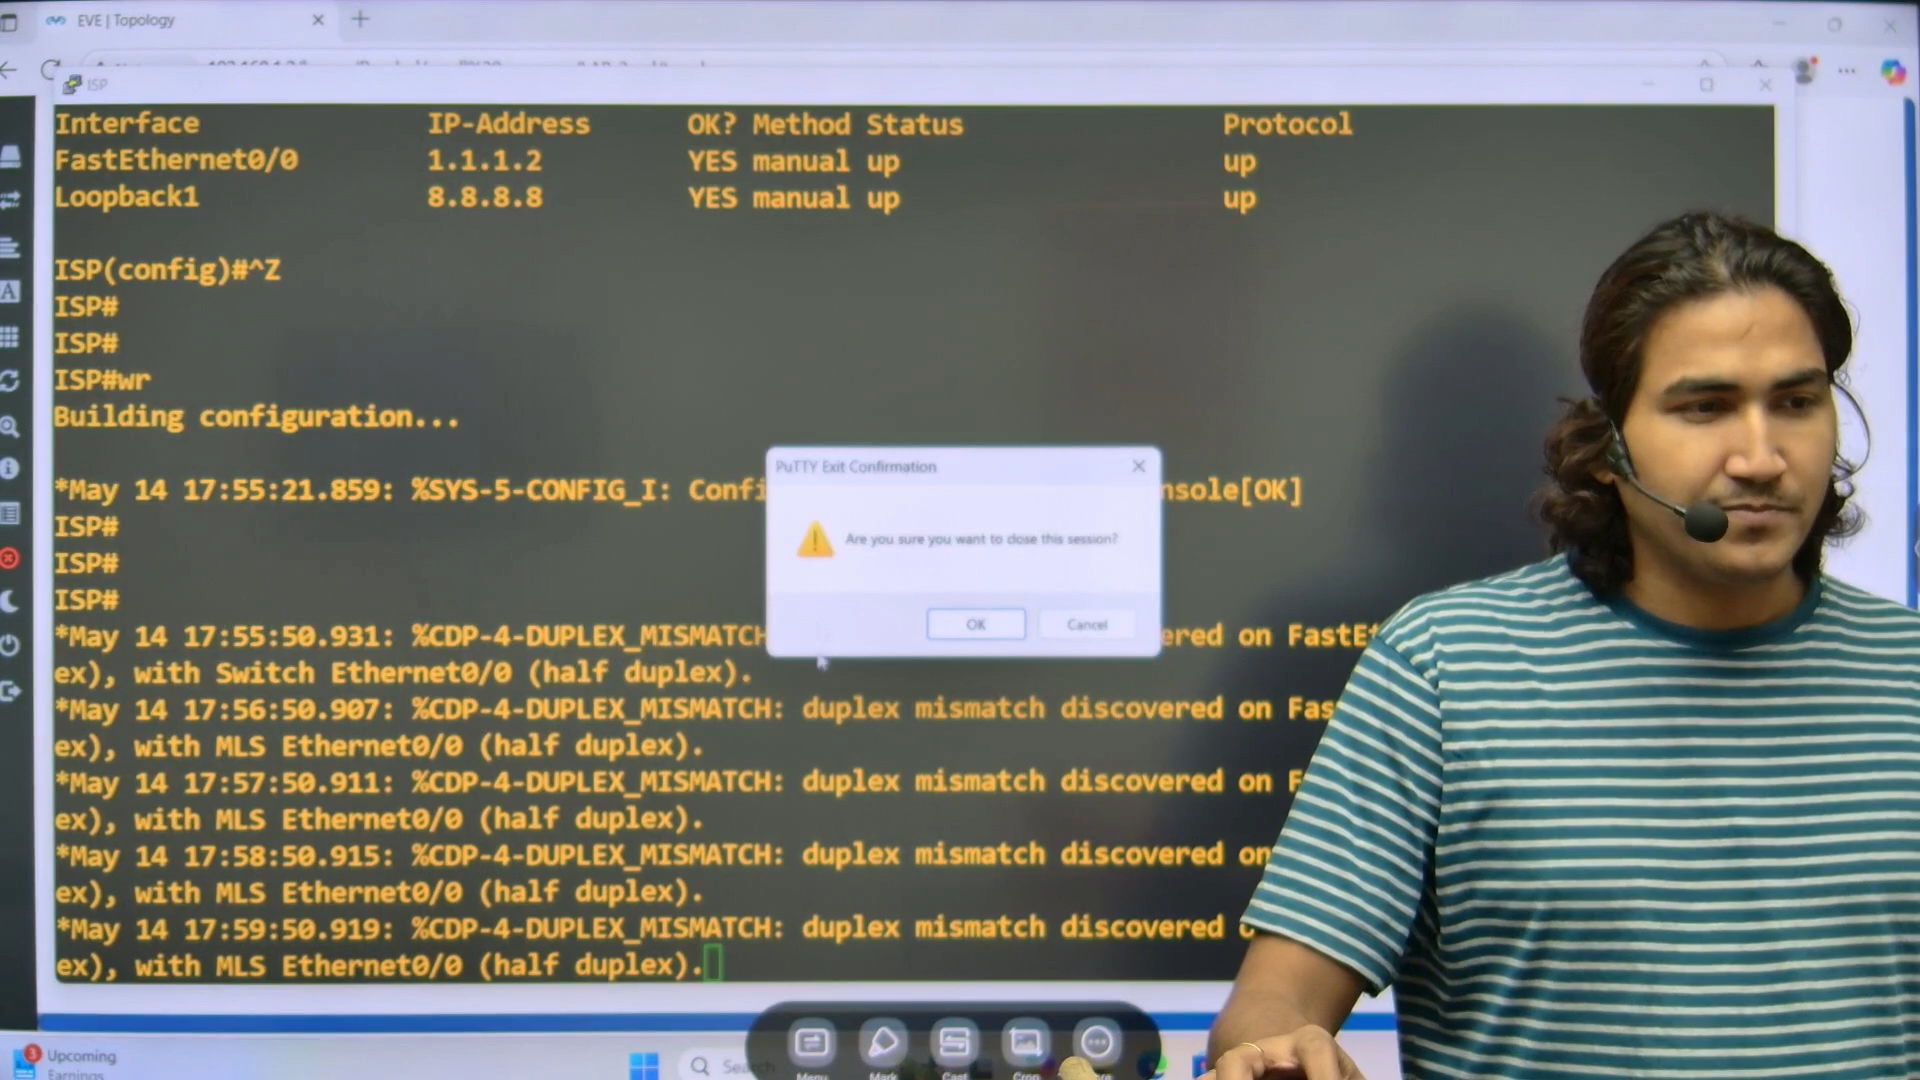 EVE | Topology
ISP
Interface IP-Address OK? Method Status Protocol
FastEthernet0/0 1.1.1.2 YES manual up up
Loopback1 8.8.8.8 YES manual up up
ISP(config)#^Z
ISP#
ISP#
ISP#wr
Building configuration...
*May 14 17:55:21.859: %SYS-5-CONFIG_I: Confi nsole[OK]
ISP#
ISP#
ISP#
*May 14 17:55:50.931: %CDP-4-DUPLEX_MISMATCH ered on FastEt
ex), with Switch Ethernet0/0 (half duplex).
*May 14 17:56:50.907: %CDP-4-DUPLEX_MISMATCH: duplex mismatch discovered on Fas
ex), with MLS Ethernet0/0 (half duplex).
*May 14 17:57:50.911: %CDP-4-DUPLEX_MISMATCH: duplex mismatch discovered on F
ex), with MLS Ethernet0/0 (half duplex).
*May 14 17:58:50.915: %CDP-4-DUPLEX_MISMATCH: duplex mismatch discovered on
ex), with MLS Ethernet0/0 (half duplex).
*May 14 17:59:50.919: %CDP-4-DUPLEX_MISMATCH: duplex mismatch discovered
ex), with MLS Ethernet0/0 (half duplex).
PuTTY Exit Confirmation
Are you sure you want to close this session?
OK Cancel
3
Upcoming
Earnings
Menu Mark Cast Crop